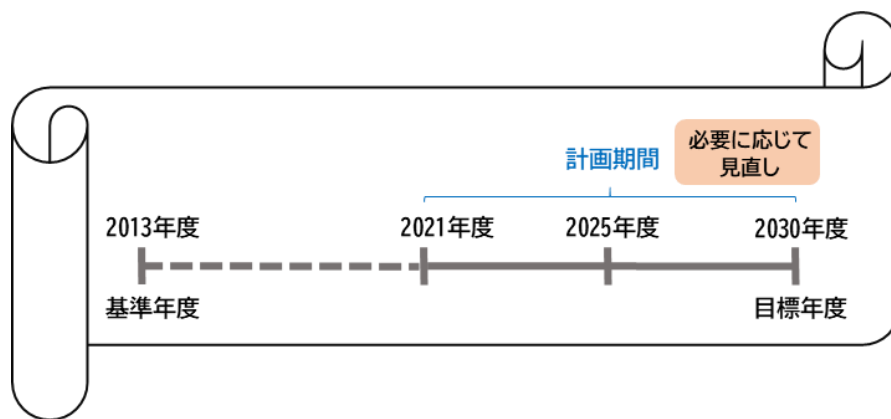 必要に応じて
見直し
計画期間
2013年度
2021年度
2025年度
2030年度
基準年度
目標年度